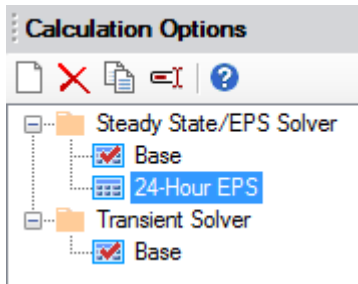 Calculation Options
Steady State/EPS Solver
Base
24-Hour EPS
Transient Solver
Base